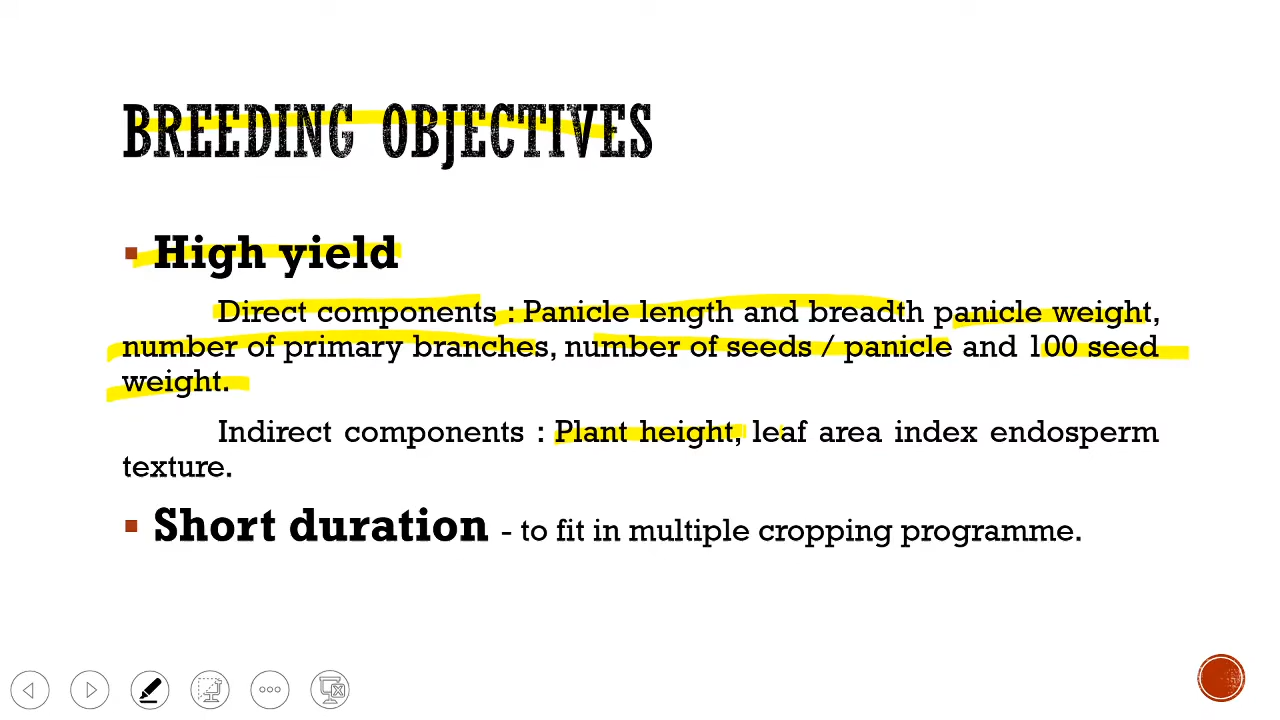 BREEDING OBJECTIVES
High yield
Direct components : Panicle length and breadth panicle weight,
number of primary branches, number of seeds / panicle and 100 seed
weight.
Indirect components : Plant height, leaf area index endosperm
texture.
Short duration - to fit in multiple cropping programme.